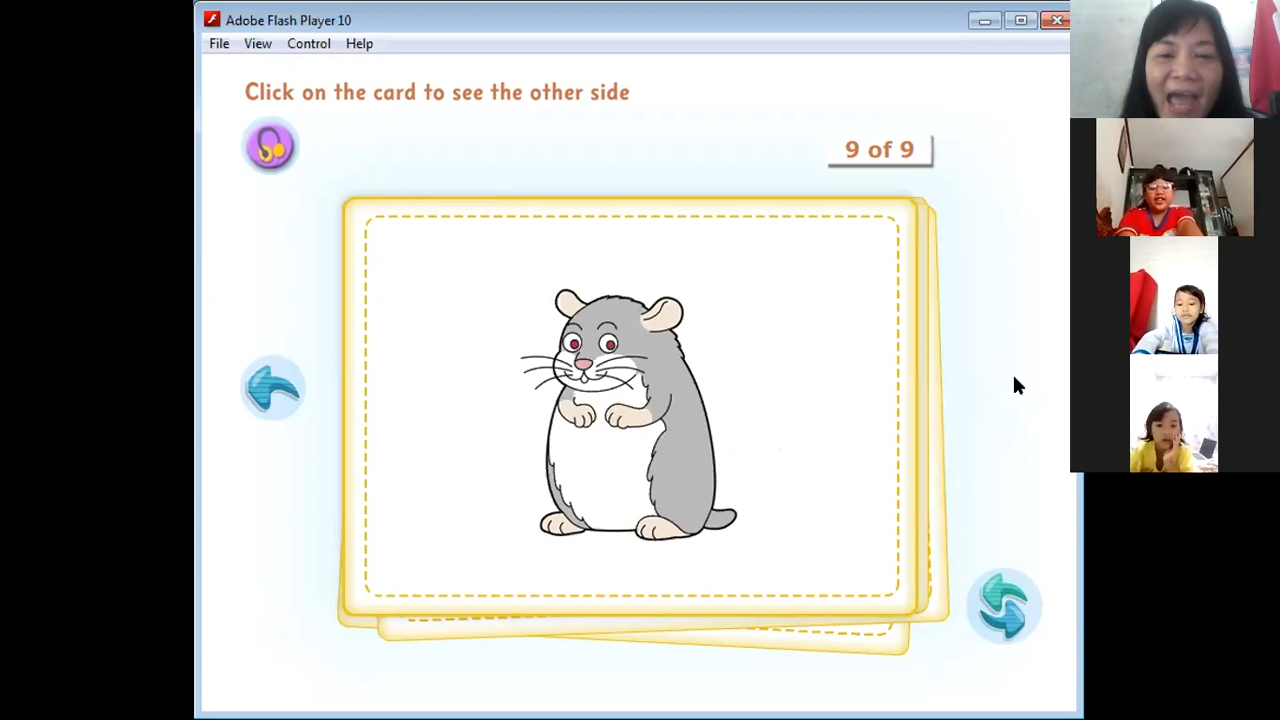 Adobe Flash Player 10
File View Control Help
Click on the card to see the other side
9 of 9